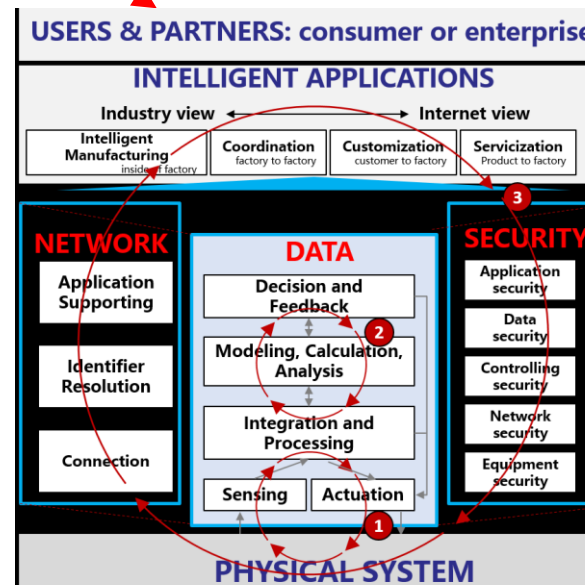 USERS & PARTNERS: consumer or enterprise
INTELLIGENT APPLICATIONS
Industry view
Internet view
Intelligent
Manufacturing
inside of factory
Coordination
factory to factory
Customization
customer to factory
Servicization
Product to factory
3
NETWORK
Application
Supporting
Identifier
Resolution
Connection
DATA
Decision and
Feedback
2
Modeling, Calculation,
Analysis
Integration and
Processing
Sensing
Actuation
1
SECURITY
Application
security
Data
security
Controlling
security
Network
security
Equipment
security
PHYSICAL SYSTEM